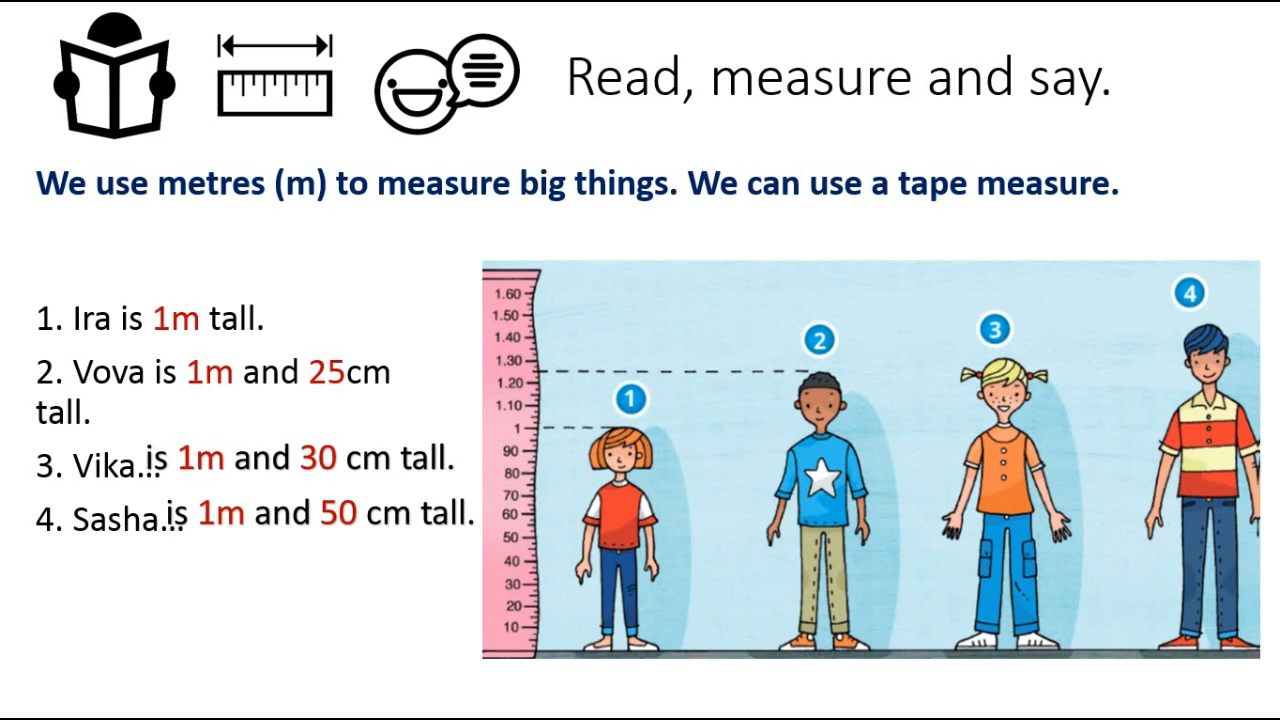 Read, measure and say.
We use metres (m) to measure big things. We can use a tape measure.
1. Ira is 1m tall.
2. Vova is 1m and 25cm
tall.
3. Vika... is 1m and 30 cm tall.
4. Sasha... is 1m and 50 cm tall.
1.60
1.50
1.40
1.30
1.20
1.10
1
90
80
70
60
50
40
30
20
10
1
2
3
4